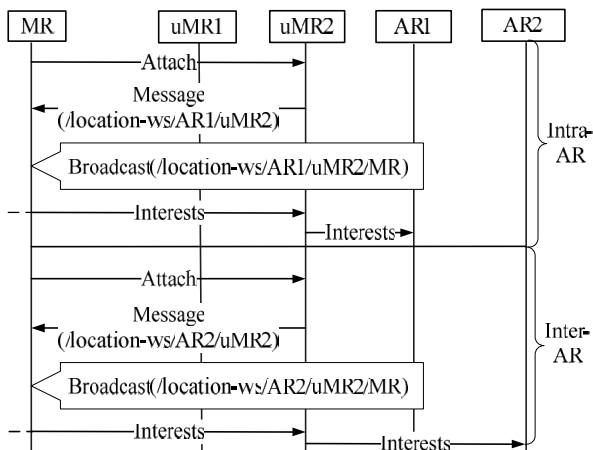 MR uMR1 uMR2 AR1 AR2
Attach
Message
(/location-ws/AR1/uMR2)
Broadcast(/location-ws/AR1/uMR2/MR)
Intra-
AR
Interests
Interests
Attach
Message
(/location-ws/AR2/uMR2)
Inter-
AR
Broadcast(/location-ws/AR2/uMR2/MR)
Interests
Interests